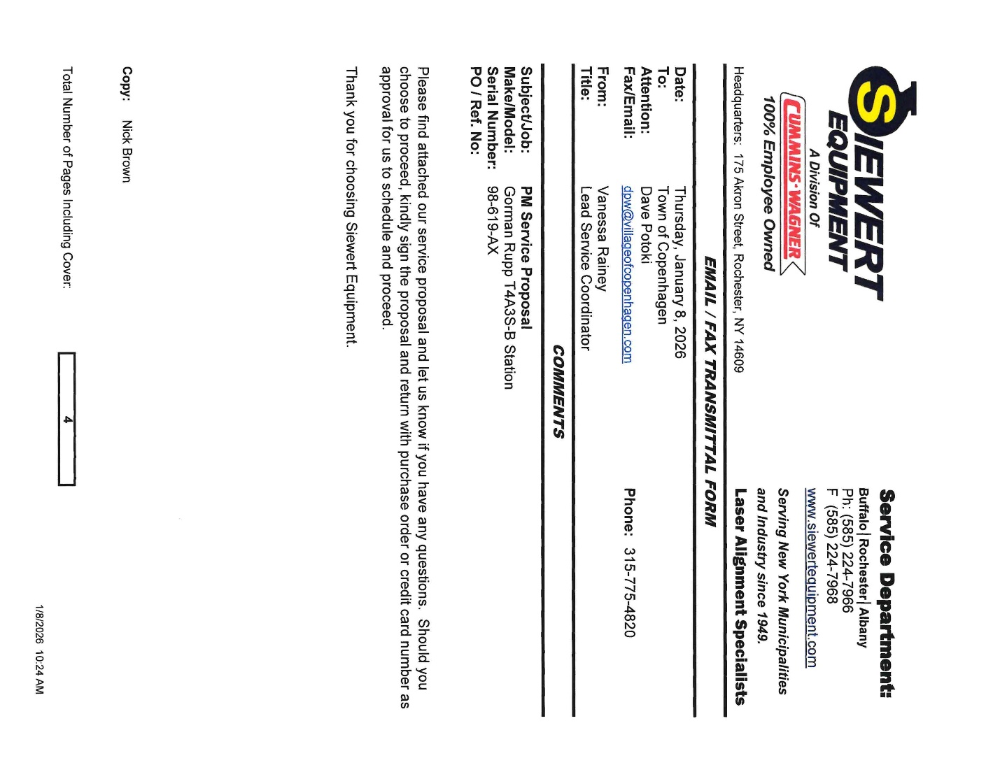 SIEWERT
EQUIPMENT
A Division Of
CUMMINS-WAGNER
100% Employee Owned
Headquarters: 175 Akron Street, Rochester, NY 14609
Service Department:
Buffalo | Rochester | Albany
Ph: (585) 224-7966
F (585) 224-7968
www.siewertequipment.com
Serving New York Municipalities
and Industry since 1949.
Laser Alignment Specialists
EMAIL / FAX TRANSMITTAL FORM
Date: Thursday, January 8, 2026
To: Town of Copenhagen
Attention: Dave Potoki
Fax/Email: dpw@villageofcopenhagen.com Phone: 315-775-4820
From: Vanessa Rainey
Title: Lead Service Coordinator
COMMENTS
Subject/Job: PM Service Proposal
Make/Model: Gorman Rupp T4A3S-B Station
Serial Number: 98-619-AX
PO / Ref. No:
Please find attached our service proposal and let us know if you have any questions. Should you
choose to proceed, kindly sign the proposal and return with purchase order or credit card number as
approval for us to schedule and proceed.
Thank you for choosing Siewert Equipment.
Copy: Nick Brown
Total Number of Pages Including Cover: 4
1/8/2026 10:24 AM